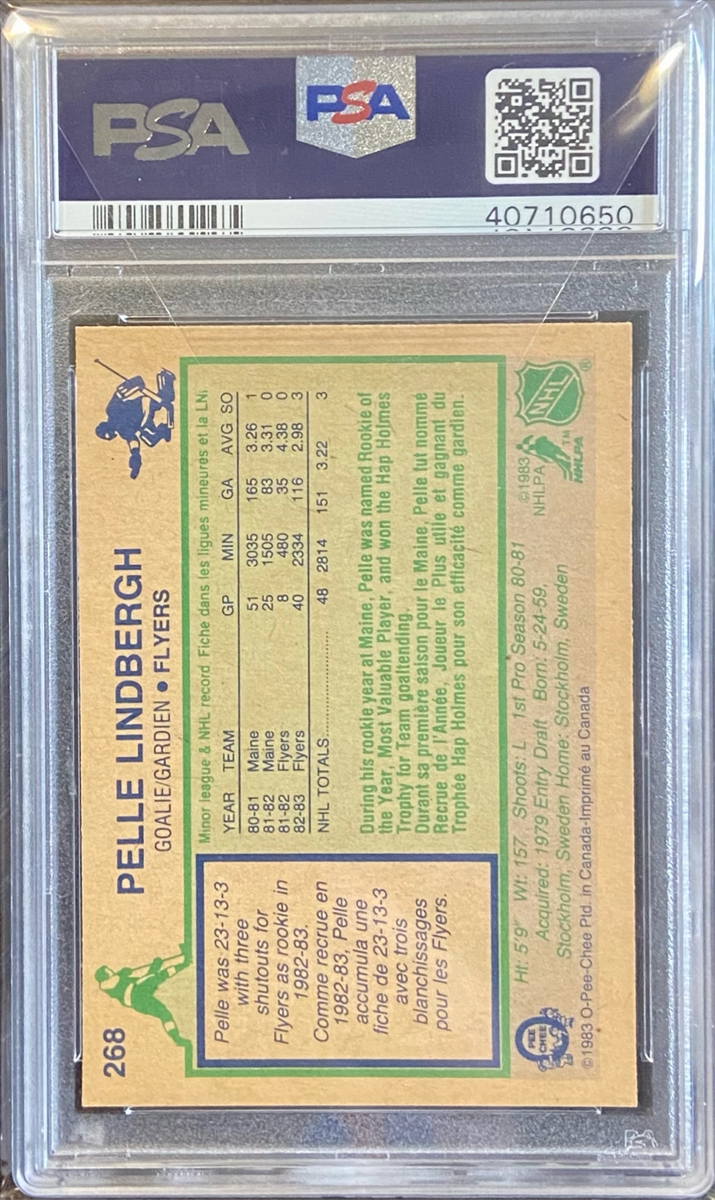 PSA
PSA
40710650
268
PELLE LINDBERGH
GOALIE/GARDIEN • FLYERS
Pelle was 23-13-3
with three
shutouts for
Flyers as rookie in
1982-83.
Comme recrue en
1982-83, Pelle
accumula une
fiche de 23-13-3
avec trois
blanchissages
pour les Flyers.
Minor league & NHL record Fiche dans les ligues mineures et la LN
YEAR TEAM GP MIN GA AVG SO
80-81 Maine 51 3035 165 3.26 1
81-82 Maine 25 1505 83 3.31 0
81-82 Flyers 8 480 35 4.38 0
82-83 Flyers 40 2334 116 2.98 3
NHL TOTALS.................... 48 2814 151 3.22 3
During his rookie year at Maine, Pelle was named Rookie of
the Year, Most Valuable Player, and won the Hap Holmes
Trophy for Team goaltending.
Durant sa première saison pour le Maine, Pelle fut nommé
Recrue de l'Année, Joueur le Plus utile et gagnant du
Trophée Hap Holmes pour son efficacité comme gardien.
Ht: 5'9" Wt: 157 Shoots: L 1st Pro Season 80-81
Acquired: 1979 Entry Draft Born: 5-24-59,
Stockholm, Sweden Home: Stockholm, Sweden
©1983 O-Pee-Chee Ptd. in Canada-Imprimé au Canada
O PEE CHEE
©1983
NHLPA
NHLPA™
NHL®